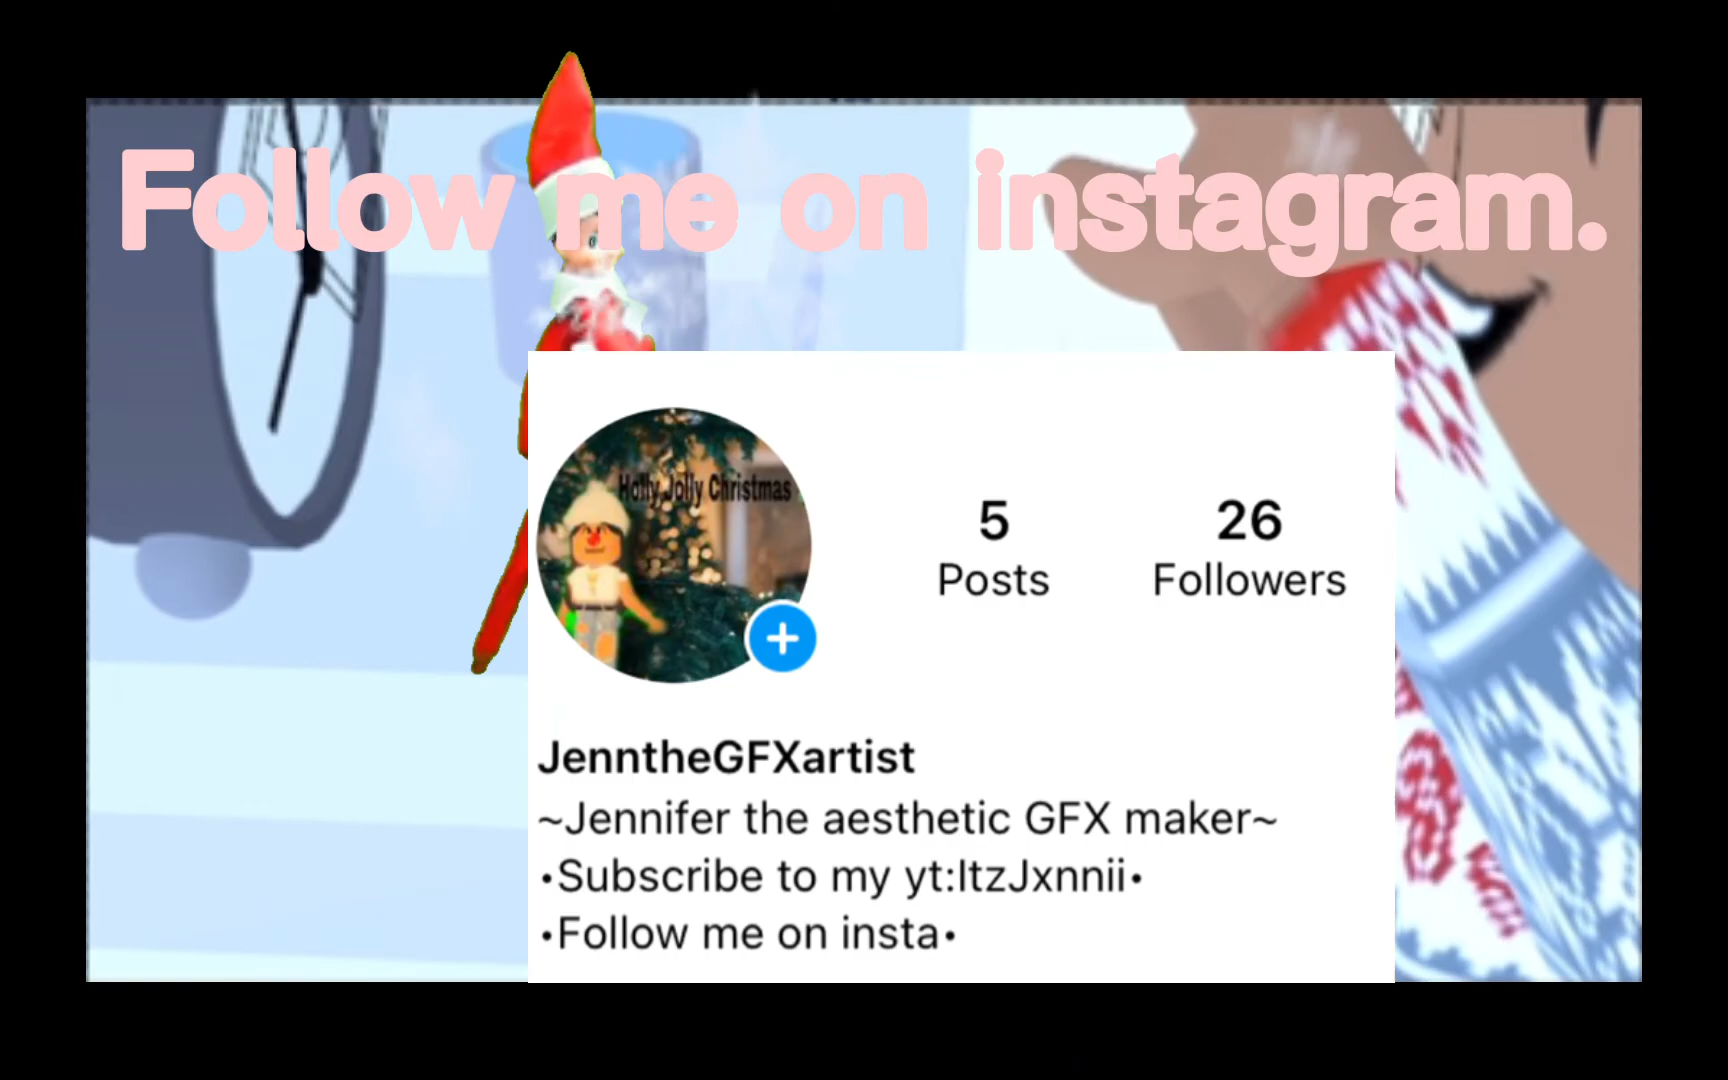 Follow me on instagram.
Holly Jolly Christmas
5
Posts
26
Followers
JenntheGFXartist
~Jennifer the aesthetic GFX maker~
•Subscribe to my yt:ItzJxnnii•
•Follow me on insta•